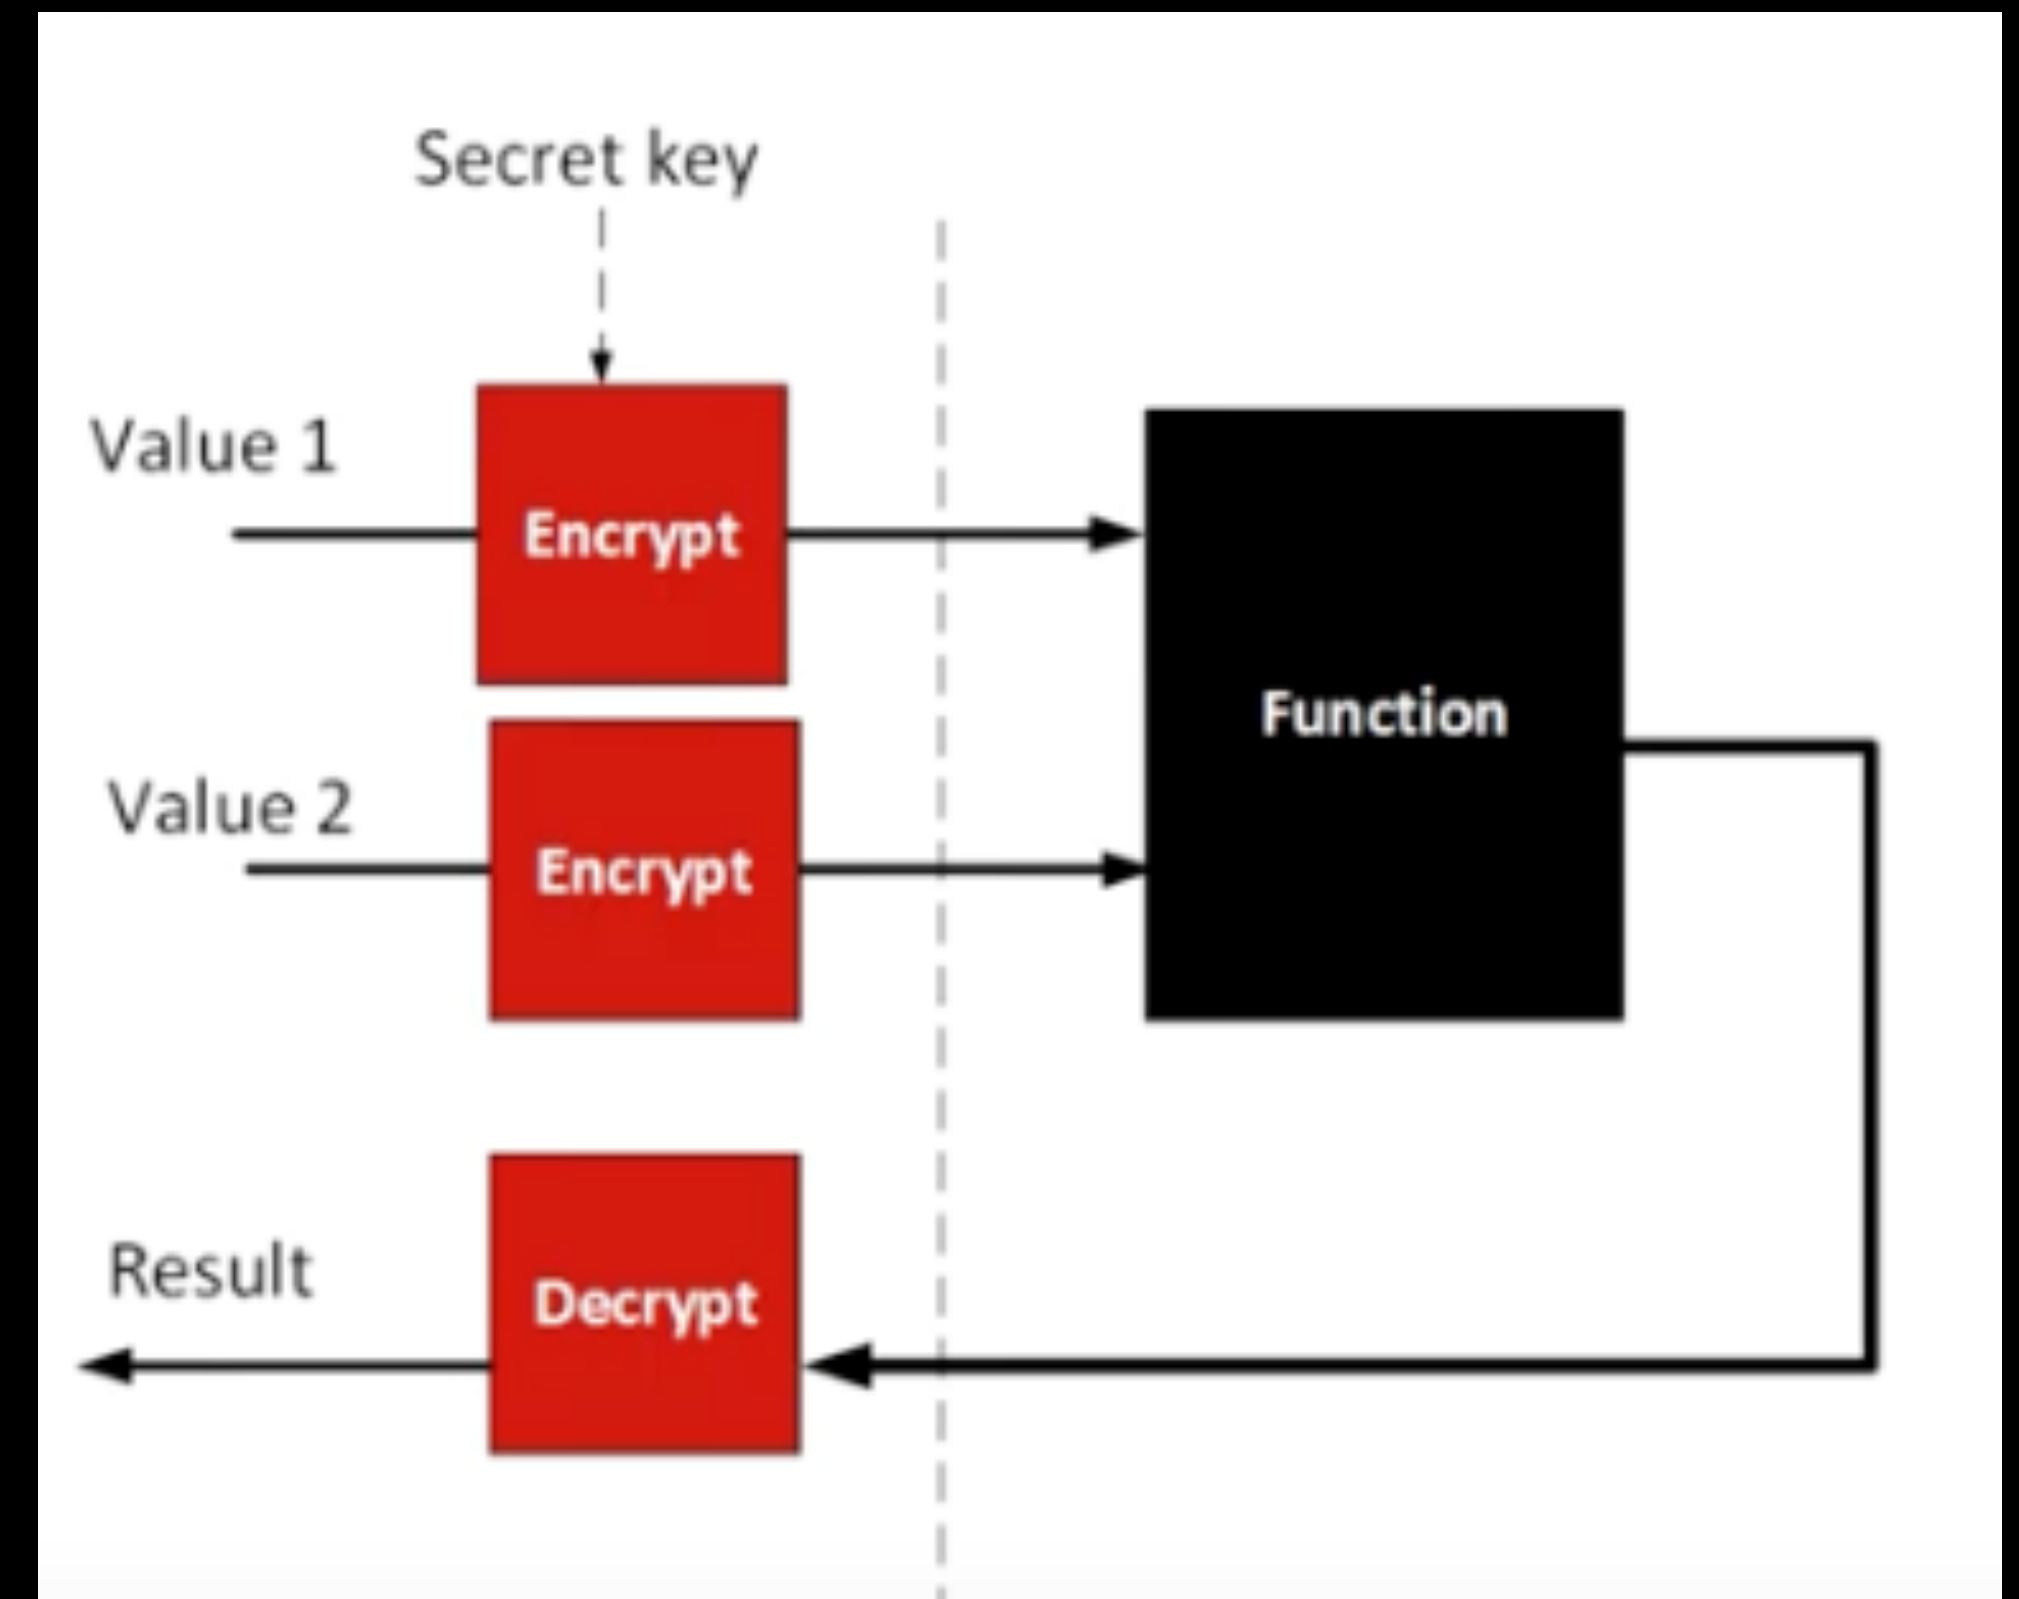 Secret key
Value 1
Encrypt
Function
Value 2
Encrypt
Result
Decrypt